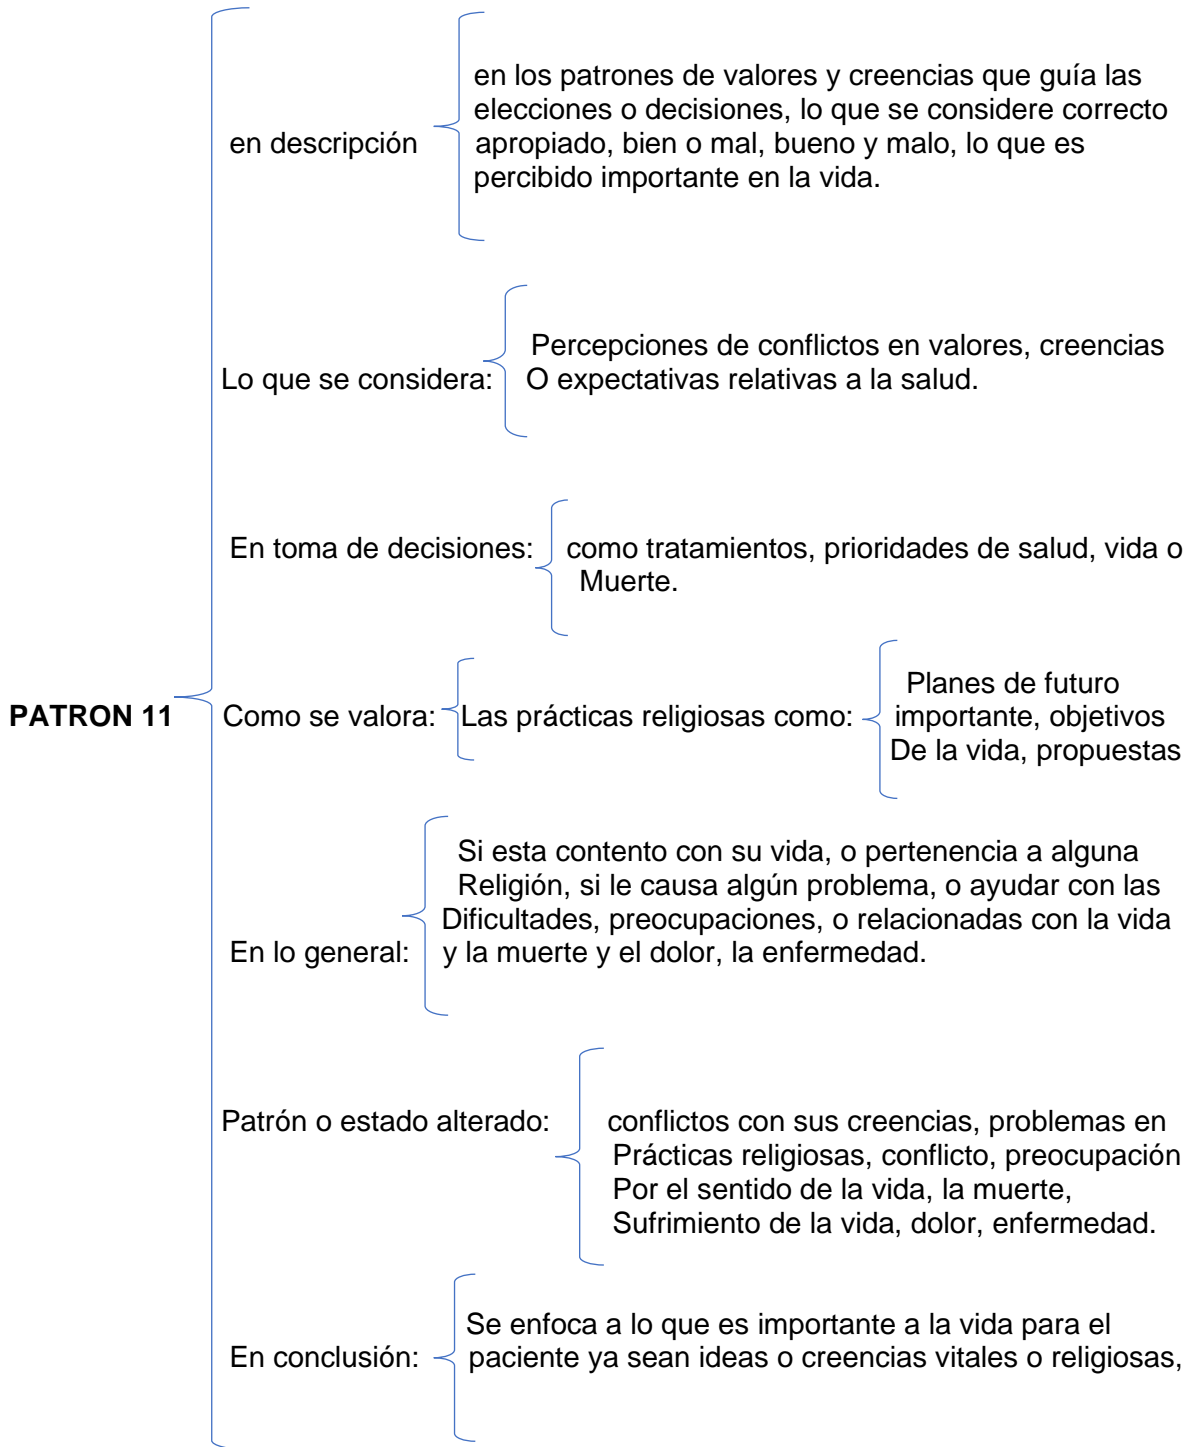 en los patrones de valores y creencias que guía las
elecciones o decisiones, lo que se considere correcto
en descripción apropiado, bien o mal, bueno y malo, lo que es
percibido importante en la vida.
Percepciones de conflictos en valores, creencias
Lo que se considera: O expectativas relativas a la salud.
En toma de decisiones: como tratamientos, prioridades de salud, vida o
Muerte.
Planes de futuro
PATRON 11 Como se valora: Las prácticas religiosas como: importante, objetivos
De la vida, propuestas
Si esta contento con su vida, o pertenencia a alguna
Religión, si le causa algún problema, o ayudar con las
Dificultades, preocupaciones, o relacionadas con la vida
En lo general: y la muerte y el dolor, la enfermedad.
Patrón o estado alterado: conflictos con sus creencias, problemas en
Prácticas religiosas, conflicto, preocupación
Por el sentido de la vida, la muerte,
Sufrimiento de la vida, dolor, enfermedad.
Se enfoca a lo que es importante a la vida para el
En conclusión: paciente ya sean ideas o creencias vitales o religiosas,